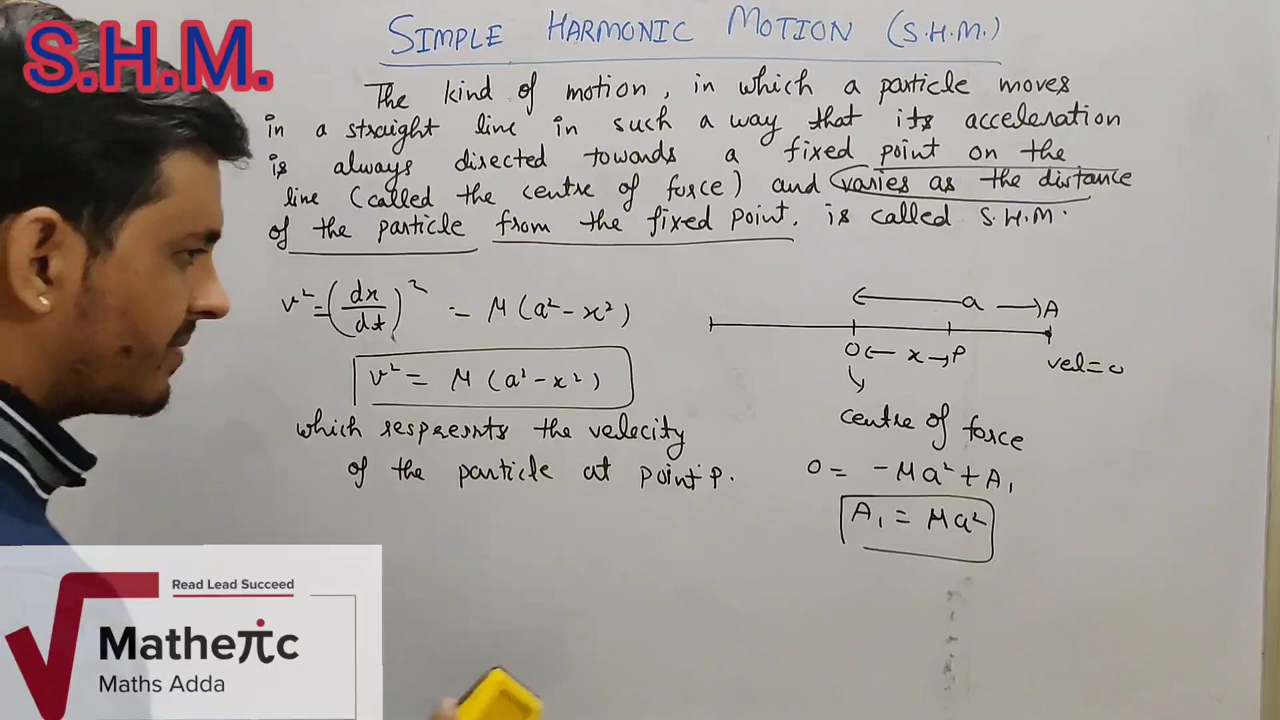 S.H.M.
SIMPLE HARMONIC MOTION (S.H.M.)
The kind of motion, in which a particle moves
in a straight line in such a way that its acceleration
is always directed towards a fixed point on the
line (called the centre of force) and varies as the distance
of the particle from the fixed point. is called S.H.M.
v² = (dx/dt)² = μ(a² - x²)
v² = μ(a² - x²)
which respresnts the velocity
of the particle at point P.
a A
O x P vel = 0
centre of force
0 = -μa² + A₁
A₁ = μa²
Read Lead Succeed
Matheπc
Maths Adda